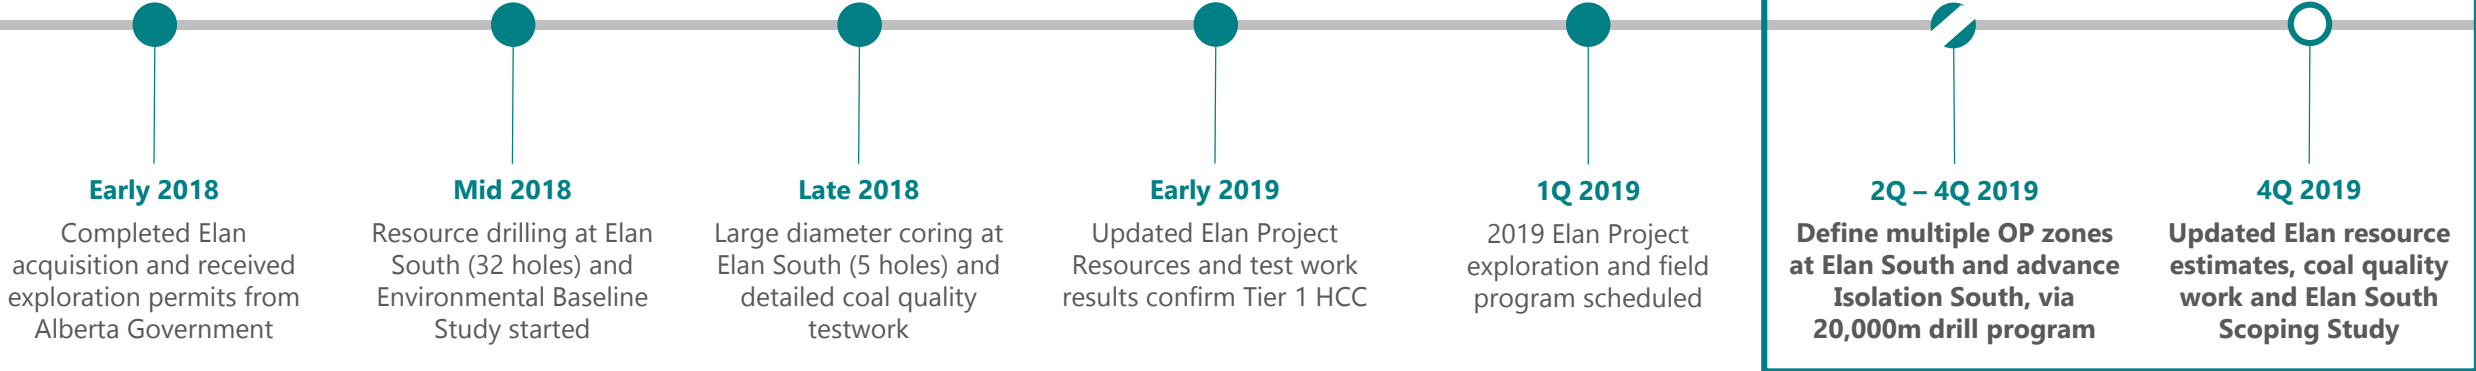 Early 2018
Completed Elan
acquisition and received
exploration permits from
Alberta Government
Mid 2018
Resource drilling at Elan
South (32 holes) and
Environmental Baseline
Study started
Late 2018
Large diameter coring at
Elan South (5 holes) and
detailed coal quality
testwork
Early 2019
Updated Elan Project
Resources and test work
results confirm Tier 1 HCC
1Q 2019
2019 Elan Project
exploration and field
program scheduled
2Q – 4Q 2019
Define multiple OP zones
at Elan South and advance
Isolation South, via
20,000m drill program
4Q 2019
Updated Elan resource
estimates, coal quality
work and Elan South
Scoping Study